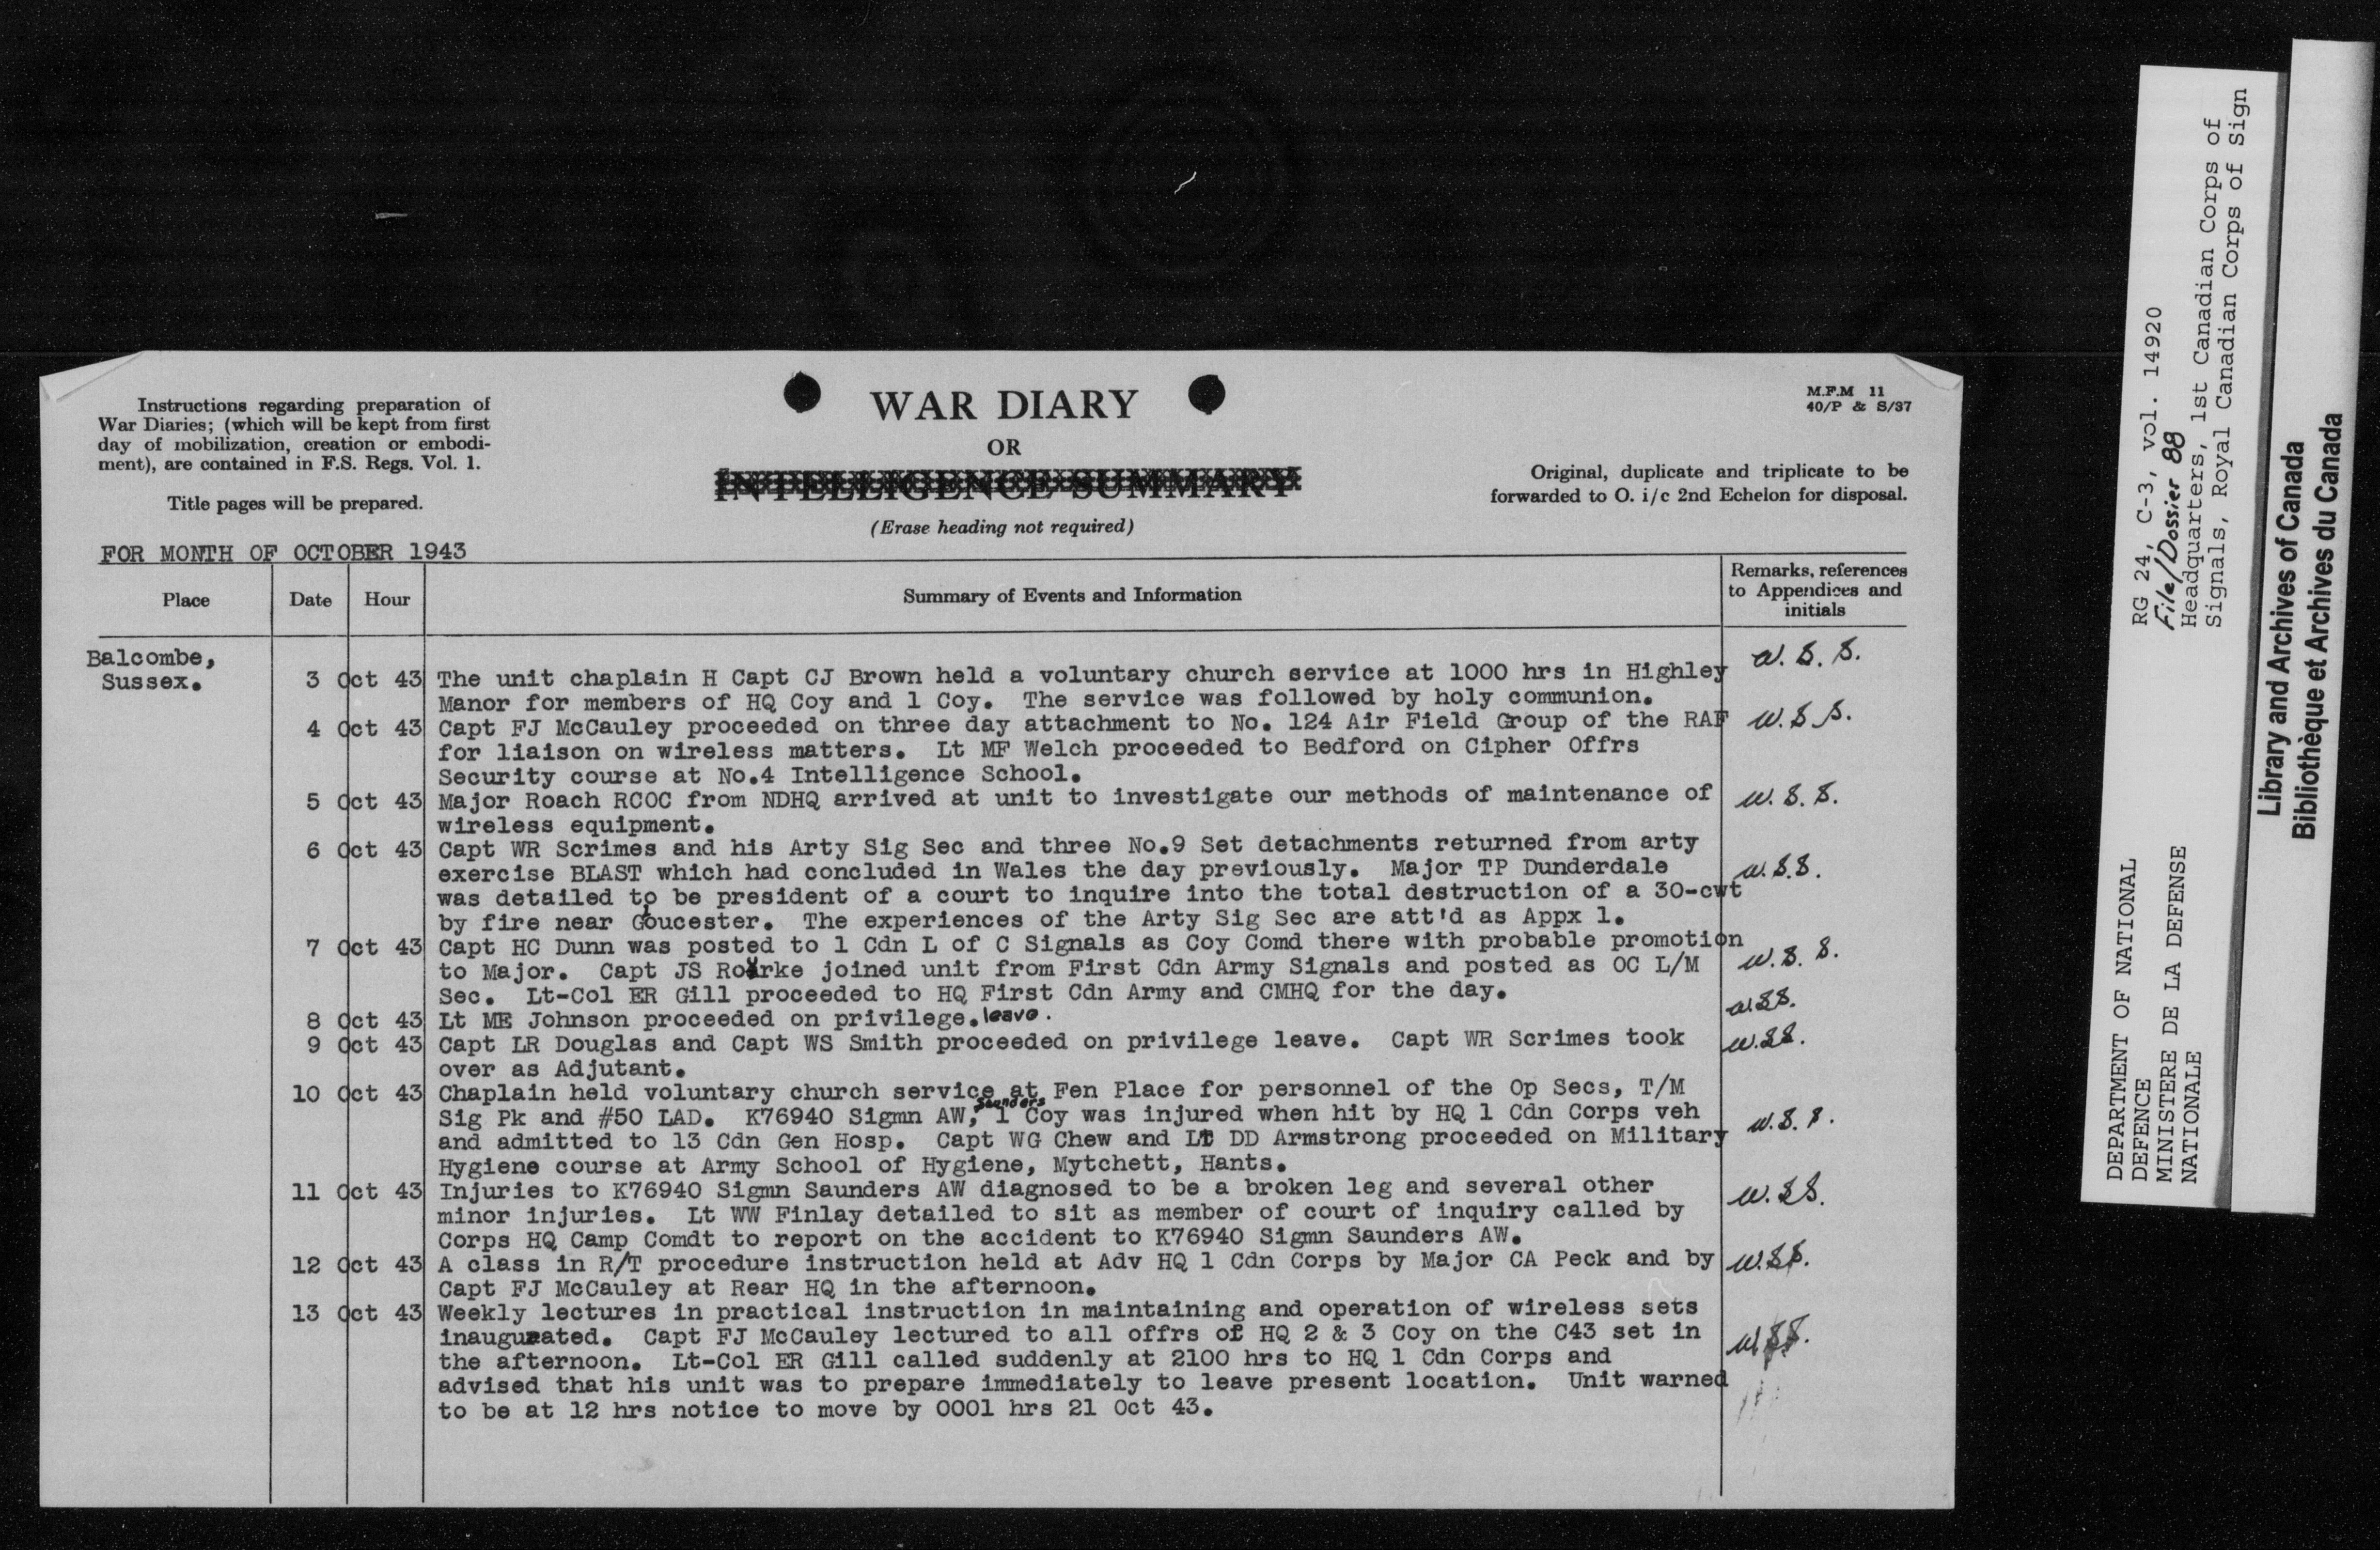 Instructions regarding preparation of
War Diaries; (which will be kept from first
day of mobilization, creation or embodi-
ment), are contained in F.S. Regs. Vol. 1.
Title pages will be prepared.
WAR DIARY
OR
INTELLIGENCE SUMMARY
(Erase heading not required)
M.F.M 11
40/P & S/37
Original, duplicate and triplicate to be
forwarded to O. i/c 2nd Echelon for disposal.
FOR MONTH OF OCTOBER 1943
Place Date Hour Summary of Events and Information Remarks, references
to Appendices and
initials
Balcombe,
Sussex. 3 Oct 43 The unit chaplain H Capt CJ Brown held a voluntary church service at 1000 hrs in Highley W.S.S.
Manor for members of HQ Coy and 1 Coy. The service was followed by holy communion.
4 Oct 43 Capt FJ McCauley proceeded on three day attachment to No. 124 Air Field Group of the RAF W.S.S.
for liaison on wireless matters. Lt MF Welch proceeded to Bedford on Cipher Offrs
Security course at No.4 Intelligence School.
5 Oct 43 Major Roach RCOC from NDHQ arrived at unit to investigate our methods of maintenance of W.S.S.
wireless equipment.
6 Oct 43 Capt WR Scrimes and his Arty Sig Sec and three No.9 Set detachments returned from arty
exercise BLAST which had concluded in Wales the day previously. Major TP Dunderdale W.S.S.
was detailed to be president of a court to inquire into the total destruction of a 30-cwt
by fire near Gloucester. The experiences of the Arty Sig Sec are att'd as Appx 1.
7 Oct 43 Capt HC Dunn was posted to 1 Cdn L of C Signals as Coy Comd there with probable promotion
to Major. Capt JS Rourke joined unit from First Cdn Army Signals and posted as OC L/M W.S.S.
Sec. Lt-Col ER Gill proceeded to HQ First Cdn Army and CMHQ for the day.
8 Oct 43 Lt ME Johnson proceeded on privilege. leave. W.S.S.
9 Oct 43 Capt LR Douglas and Capt WS Smith proceeded on privilege leave. Capt WR Scrimes took W.S.S.
over as Adjutant.
10 Oct 43 Chaplain held voluntary church service at Fen Place for personnel of the Op Secs, T/M
Sig Pk and #50 LAD. K76940 Sigmn AW, Saunders 1 Coy was injured when hit by HQ 1 Cdn Corps veh W.S.S.
and admitted to 13 Cdn Gen Hosp. Capt WG Chew and Lt DD Armstrong proceeded on Military
Hygiene course at Army School of Hygiene, Mytchett, Hants.
11 Oct 43 Injuries to K76940 Sigmn Saunders AW diagnosed to be a broken leg and several other W.S.S.
minor injuries. Lt WW Finlay detailed to sit as member of court of inquiry called by
Corps HQ Camp Comdt to report on the accident to K76940 Sigmn Saunders AW.
12 Oct 43 A class in R/T procedure instruction held at Adv HQ 1 Cdn Corps by Major CA Peck and by W.S.S.
Capt FJ McCauley at Rear HQ in the afternoon.
13 Oct 43 Weekly lectures in practical instruction in maintaining and operation of wireless sets
inaugurated. Capt FJ McCauley lectured to all offrs of HQ 2 & 3 Coy on the C43 set in W.S.S.
the afternoon. Lt-Col ER Gill called suddenly at 2100 hrs to HQ 1 Cdn Corps and
advised that his unit was to prepare immediately to leave present location. Unit warned
to be at 12 hrs notice to move by 0001 hrs 21 Oct 43.
RG 24, C-3, vol. 14920
File/Dossier 88
Headquarters, 1st Canadian Corps of
Signals, Royal Canadian Corps of Sign
DEPARTMENT OF NATIONAL
DEFENCE
MINISTERE DE LA DEFENSE
NATIONALE
Library and Archives of Canada
Bibliothèque et Archives du Canada